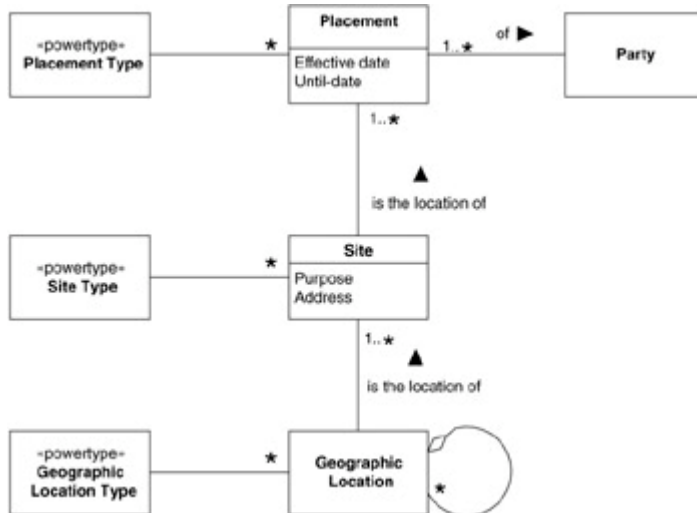 Placement
«powertype»
Placement Type
*
Effective date
Until-date
1..*
of ▶
Party
1..*
▲
is the location of
«powertype»
Site Type
*
Site
Purpose
Address
1..*
▲
is the location of
«powertype»
Geographic
Location Type
*
Geographic
Location
*